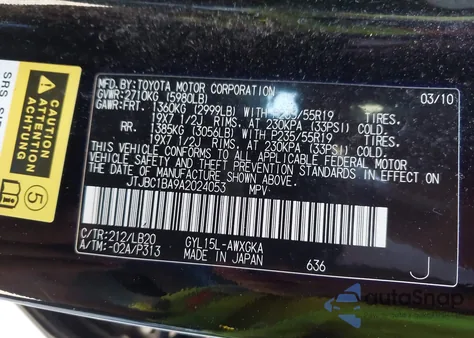 MFD.BY:TOYOTA MOTOR CORPORATION 03/10
GVWR:2710KG (5980LB)
GAWR:FRT. 1360KG (2999LB) WITH P235/55R19 TIRES.
19X7 1/2J RIMS, AT 230KPA (33PSI) COLD.
RR. 1385KG (3056LB) WITH P235/55R19 TIRES.
19X7 1/2J RIMS, AT 230KPA (33PSI) COLD.
THIS VEHICLE CONFORMS TO ALL APPLICABLE FEDERAL MOTOR
VEHICLE SAFETY AND THEFT PREVENTION STANDARDS IN EFFECT ON
THE DATE OF MANUFACTURE SHOWN ABOVE.
JTJBC1BA9A2024053 MPV
C/TR:212/LB20 GYL15L-AWXGKA
A/TM:-02A/P313 MADE IN JAPAN 636 J
CAUTION
ATTENTION
5
autoSnap